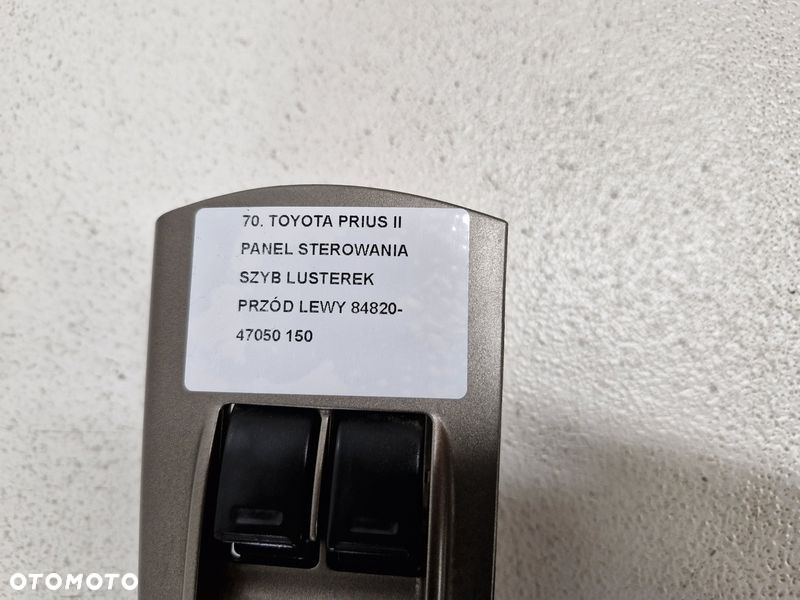 70. TOYOTA PRIUS II
PANEL STEROWANIA
SZYB LUSTEREK
PRZÓD LEWY 84820-
47050 150
OTOMOTO